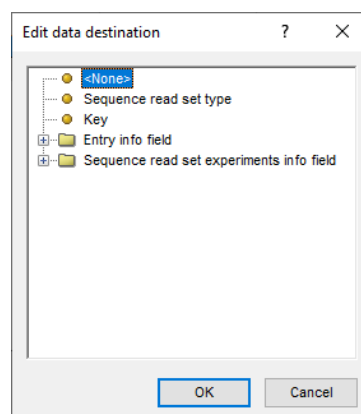 Edit data destination ?
<None>
Sequence read set type
Key
Entry info field
Sequence read set experiments info field
OK Cancel